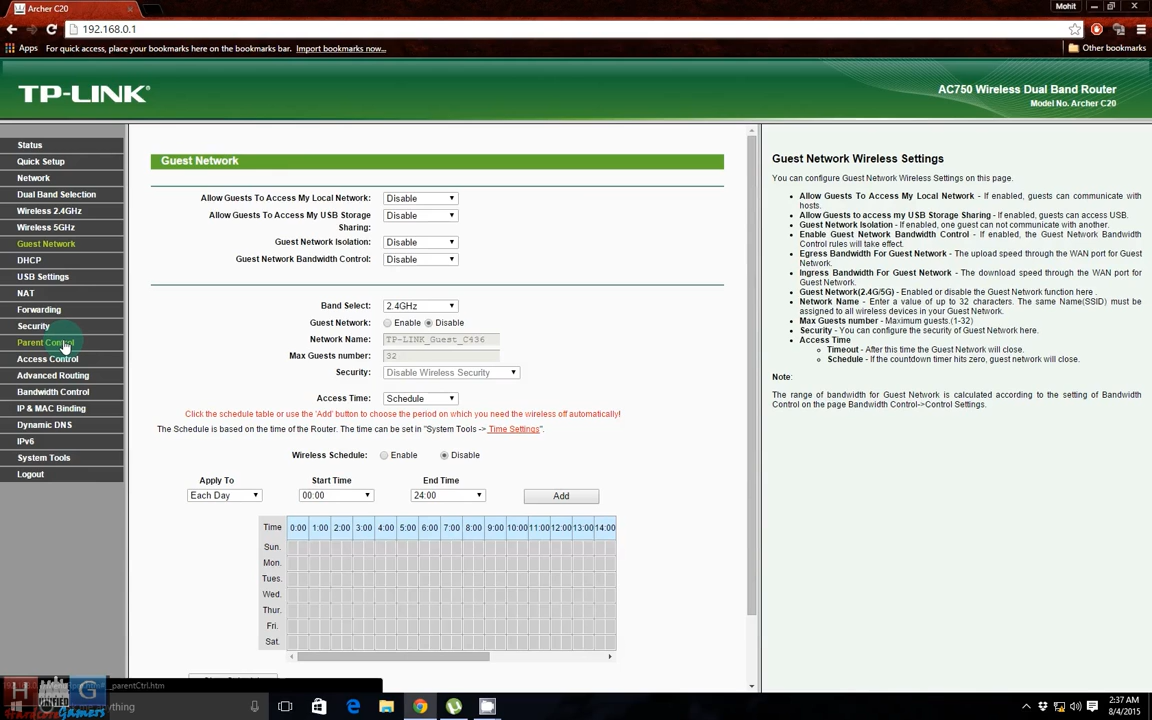 Archer C20
Mohit
192.168.0.1
Apps For quick access, place your bookmarks here on the bookmarks bar. Import bookmarks now...
Other bookmarks
TP-LINK®
AC750 Wireless Dual Band Router
Model No. Archer C20
Status
Quick Setup
Network
Dual Band Selection
Wireless 2.4GHz
Wireless 5GHz
Guest Network
DHCP
USB Settings
NAT
Forwarding
Security
Parent Control
Access Control
Advanced Routing
Bandwidth Control
IP & MAC Binding
Dynamic DNS
IPv6
System Tools
Logout
Guest Network
Allow Guests To Access My Local Network: Disable
Allow Guests To Access My USB Storage Disable
Sharing:
Guest Network Isolation: Disable
Guest Network Bandwidth Control: Disable
Band Select: 2.4GHz
Guest Network: Enable Disable
Network Name: TP-LINK_Guest_C436
Max Guests number: 32
Security: Disable Wireless Security
Access Time: Schedule
Click the schedule table or use the 'Add' button to choose the period on which you need the wireless off automatically!
The Schedule is based on the time of the Router. The time can be set in "System Tools -> Time Settings".
Wireless Schedule: Enable Disable
Apply To Start Time End Time
Each Day 00:00 24:00 Add
Time 0:00 1:00 2:00 3:00 4:00 5:00 6:00 7:00 8:00 9:00 10:00 11:00 12:00 13:00 14:00
Sun.
Mon.
Tues.
Wed.
Thur.
Fri.
Sat.
Guest Network Wireless Settings
You can configure Guest Network Wireless Settings on this page.
Allow Guests To Access My Local Network - If enabled, guests can communicate with
hosts.
Allow Guests to access my USB Storage Sharing - If enabled, guests can access USB.
Guest Network Isolation - If enabled, one guest can not communicate with another.
Enable Guest Network Bandwidth Control - If enabled, the Guest Network Bandwidth
Control rules will take effect.
Egress Bandwidth For Guest Network - The upload speed through the WAN port for Guest
Network.
Ingress Bandwidth For Guest Network - The download speed through the WAN port for
Guest Network.
Guest Network(2.4G/5G) - Enabled or disable the Guest Network function here .
Network Name - Enter a value of up to 32 characters. The same Name(SSID) must be
assigned to all wireless devices in your Guest Network.
Max Guests number - Maximum guests.(1-32)
Security - You can configure the security of Guest Network here.
Access Time
Timeout - After this time the Guest Network will close.
Schedule - If the countdown timer hits zero, guest network will close.
Note:
The range of bandwidth for Guest Network is calculated according to the setting of Bandwidth
Control on the page Bandwidth Control->Control Settings.
_parentCtrl.htm
H G
anything
2:37 AM
8/4/2015